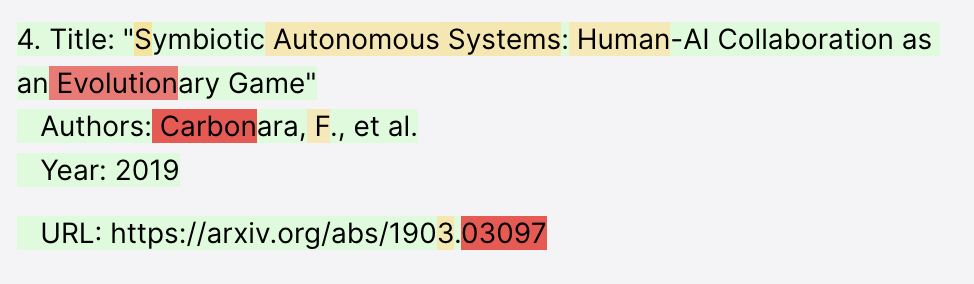 4. Title: "Symbiotic Autonomous Systems: Human-AI Collaboration as
an Evolutionary Game"
Authors: Carbonara, F., et al.
Year: 2019
URL: https://arxiv.org/abs/1903.03097